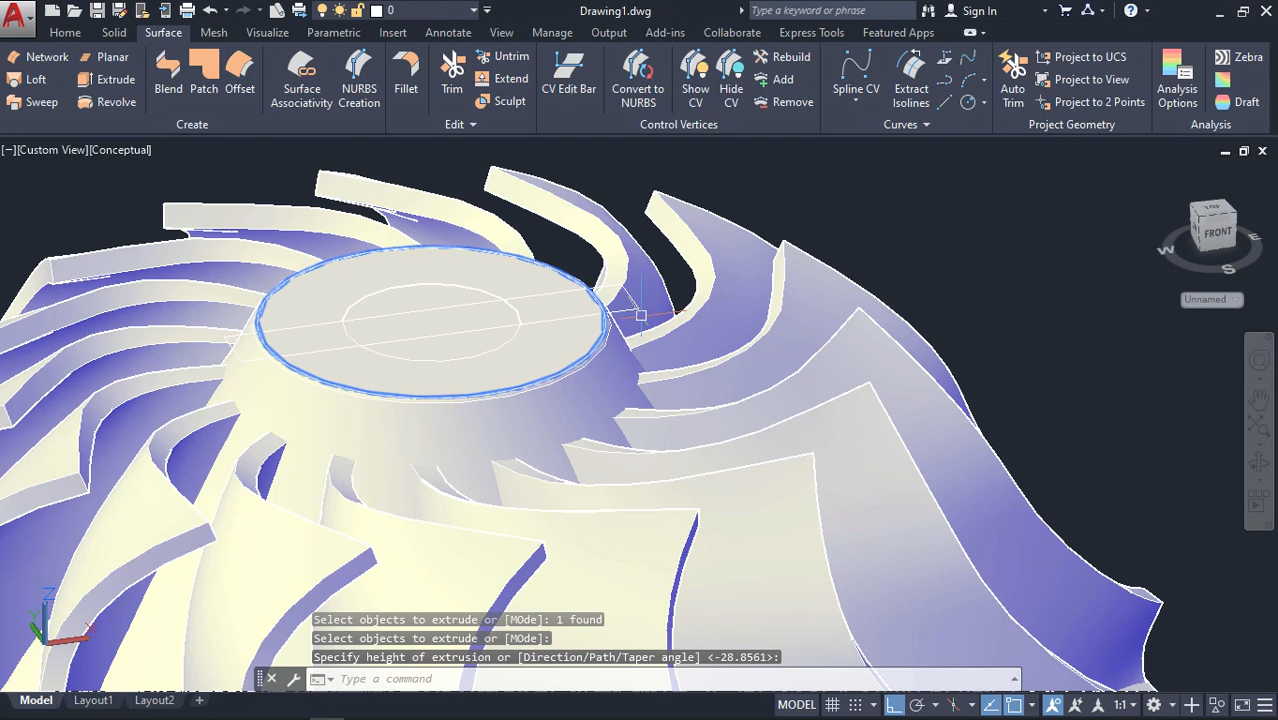 0
Drawing1.dwg
Type a keyword or phrase
Sign In
Home Solid Surface Mesh Visualize Parametric Insert Annotate View Manage Output Add-ins Collaborate Express Tools Featured Apps
Network
Loft
Sweep
Planar
Extrude
Revolve
Blend
Patch
Offset
Surface
Associativity
NURBS
Creation
Create
Fillet
Trim
Untrim
Extend
Sculpt
Edit
CV Edit Bar
Convert to
NURBS
Show
CV
Hide
CV
Rebuild
Add
Remove
Control Vertices
Spline CV
Extract
Isolines
Curves
Auto
Trim
Project to UCS
Project to View
Project to 2 Points
Project Geometry
Analysis
Options
Zebra
Draft
Analysis
[−][Custom View][Conceptual]
TOP
FRONT
W
E
S
Unnamed
Z
Y
X
Select objects to extrude or [MOde]: 1 found
Select objects to extrude or [MOde]:
Specify height of extrusion or [Direction/Path/Taper angle] <-28.8561>:
Type a command
Model Layout1 Layout2 +
MODEL
1:1